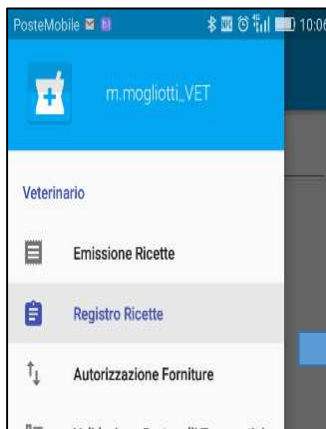 PosteMobile 10:06
m.mogliotti_VET
Veterinario
Emissione Ricette
Registro Ricette
Autorizzazione Forniture